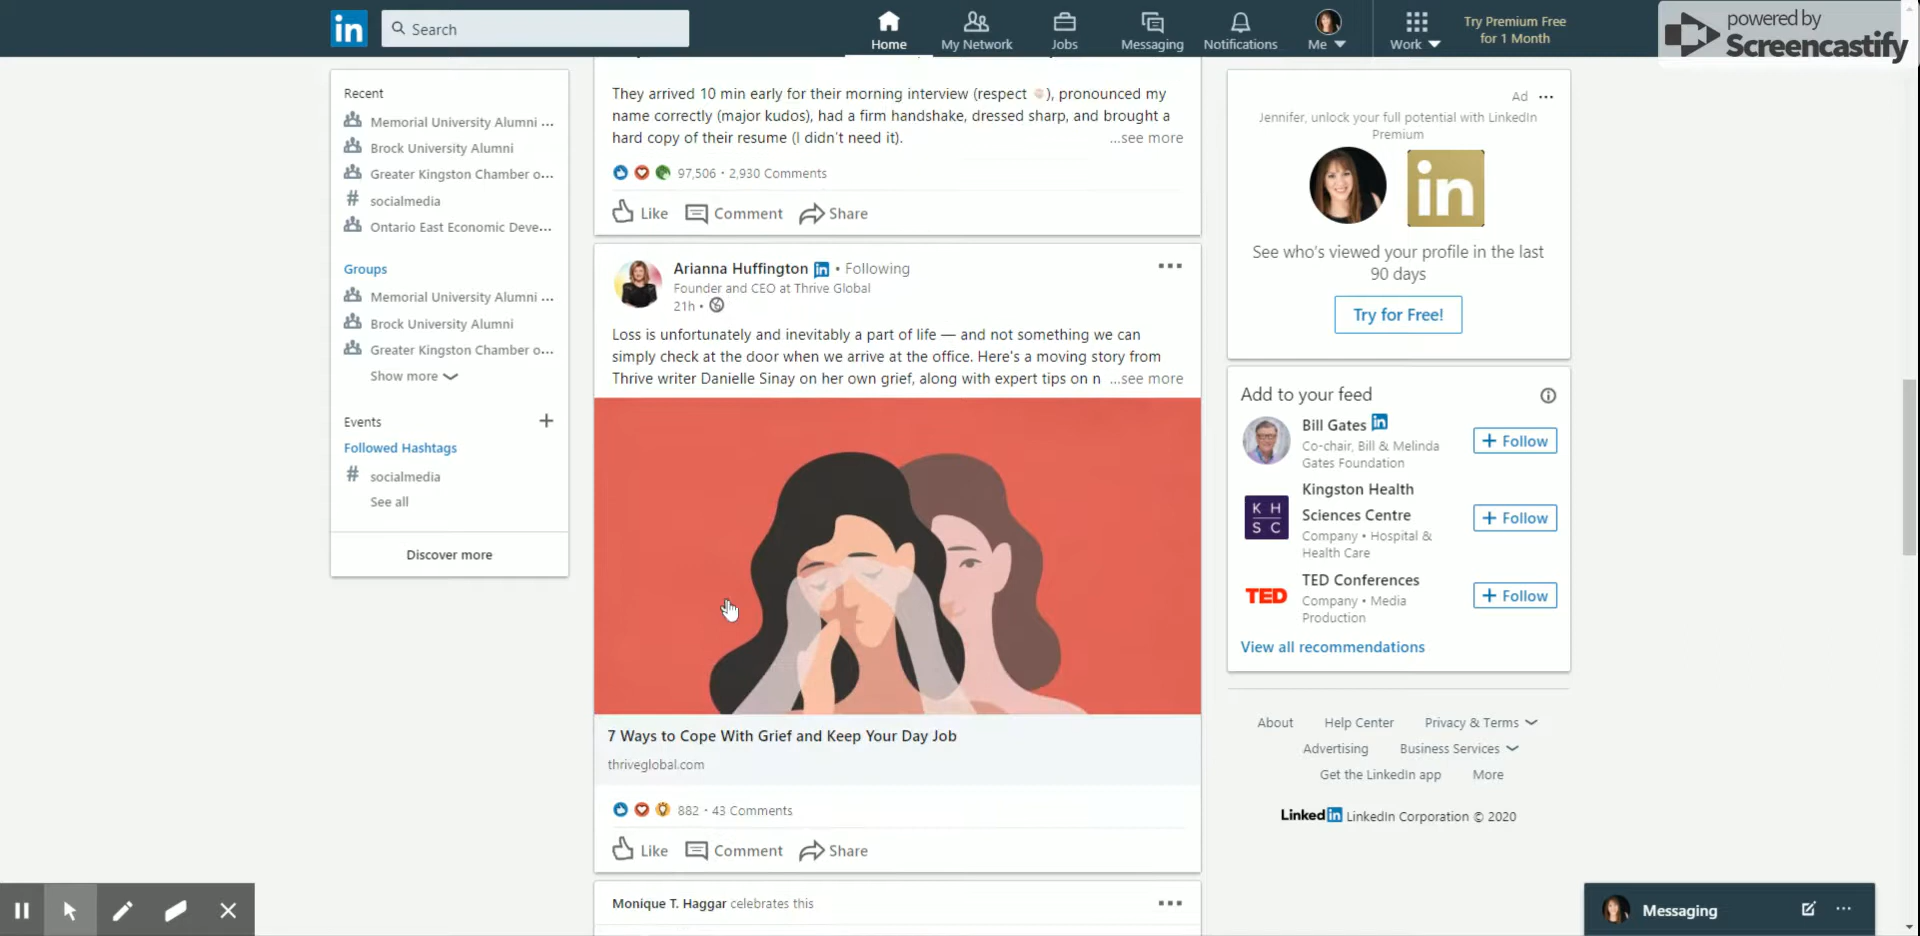 in
Search
Home
My Network
Jobs
Messaging
Notifications
Me
Work
Try Premium Free
for 1 Month
powered by
Screencastify
Recent
Memorial University Alumni ...
Brock University Alumni
Greater Kingston Chamber o...
# socialmedia
Ontario East Economic Deve...
Groups
Memorial University Alumni ...
Brock University Alumni
Greater Kingston Chamber o...
Show more
Events +
Followed Hashtags
# socialmedia
See all
Discover more
They arrived 10 min early for their morning interview (respect ), pronounced my
name correctly (major kudos), had a firm handshake, dressed sharp, and brought a
hard copy of their resume (I didn't need it). ...see more
97,506 • 2,930 Comments
Like Comment Share
Arianna Huffington in • Following
Founder and CEO at Thrive Global
21h •
Loss is unfortunately and inevitably a part of life — and not something we can
simply check at the door when we arrive at the office. Here's a moving story from
Thrive writer Danielle Sinay on her own grief, along with expert tips on n ...see more
7 Ways to Cope With Grief and Keep Your Day Job
thriveglobal.com
882 • 43 Comments
Like Comment Share
Monique T. Haggar celebrates this
Ad
Jennifer, unlock your full potential with LinkedIn
Premium
in
See who's viewed your profile in the last
90 days
Try for Free!
Add to your feed
Bill Gates in
Co-chair, Bill & Melinda
Gates Foundation
+ Follow
KH
SC
Kingston Health
Sciences Centre
Company • Hospital &
Health Care
+ Follow
TED
TED Conferences
Company • Media
Production
+ Follow
View all recommendations
About Help Center Privacy & Terms
Advertising Business Services
Get the LinkedIn app More
Linked in LinkedIn Corporation © 2020
Messaging